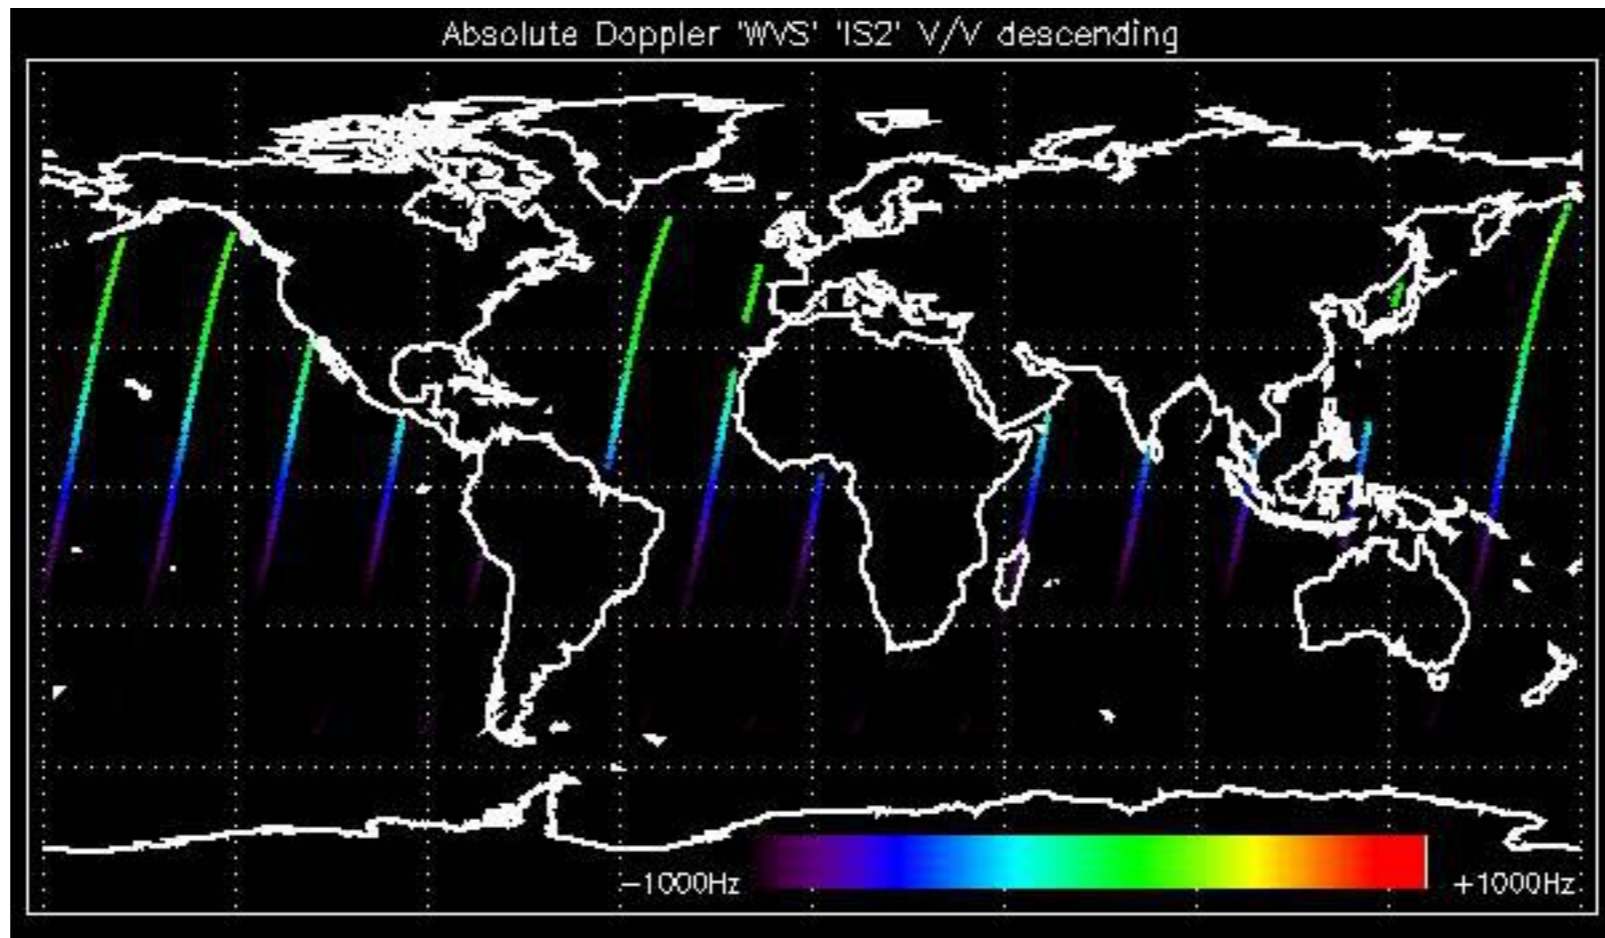 Absolute Doppler 'WVS' 'IS2' V/V descending
−1000Hz
+1000Hz